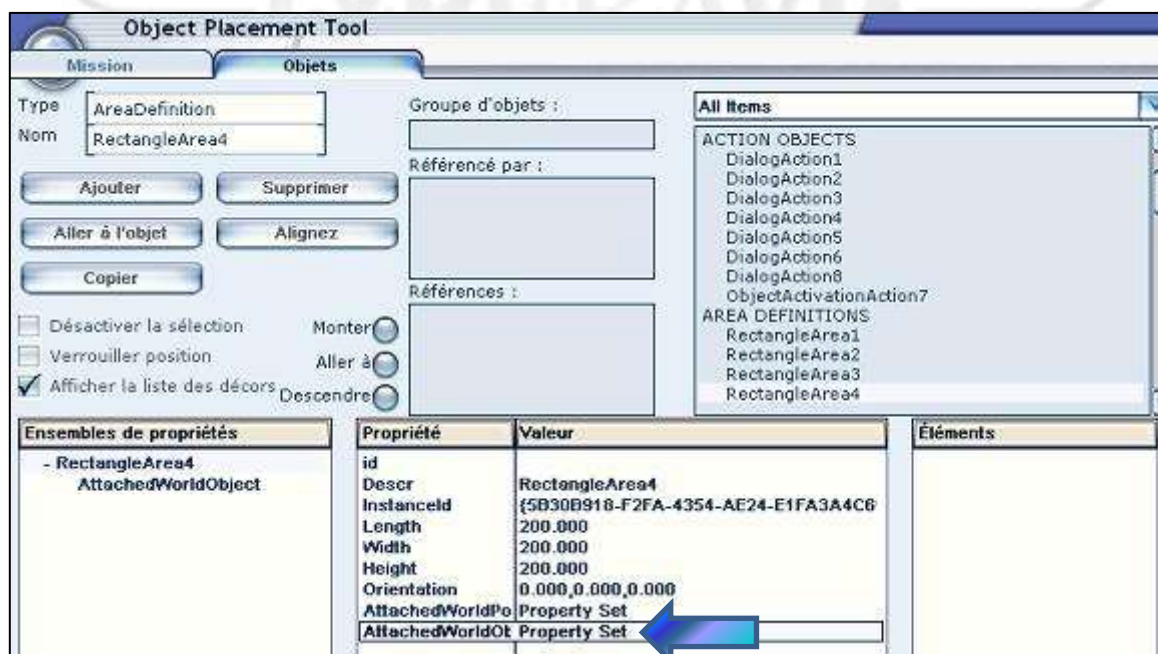 Object Placement Tool
Mission Objets
Type AreaDefinition
Nom RectangleArea4
Ajouter Supprimer
Aller á l'objet Alignez
Copier
Désactiver la sélection
Verrouiller position
Afficher la liste des décors
Monter
Aller à
Descendre
Groupe d'objets :
Référencé par :
Références :
All Items
ACTION OBJECTS
DialogAction1
DialogAction2
DialogAction3
DialogAction4
DialogAction5
DialogAction6
DialogAction8
ObjectActivationAction7
AREA DEFINITIONS
RectangleArea1
RectangleArea2
RectangleArea3
RectangleArea4
Ensembles de propriétés
- RectangleArea4
AttachedWorldObject
Propriété Valeur
id
Descr RectangleArea4
InstanceId {5B30B918-F2FA-4354-AE24-E1FA3A4C6
Length 200.000
Width 200.000
Height 200.000
Orientation 0.000,0.000,0.000
AttachedWorldPo Property Set
AttachedWorldOb Property Set
Éléments